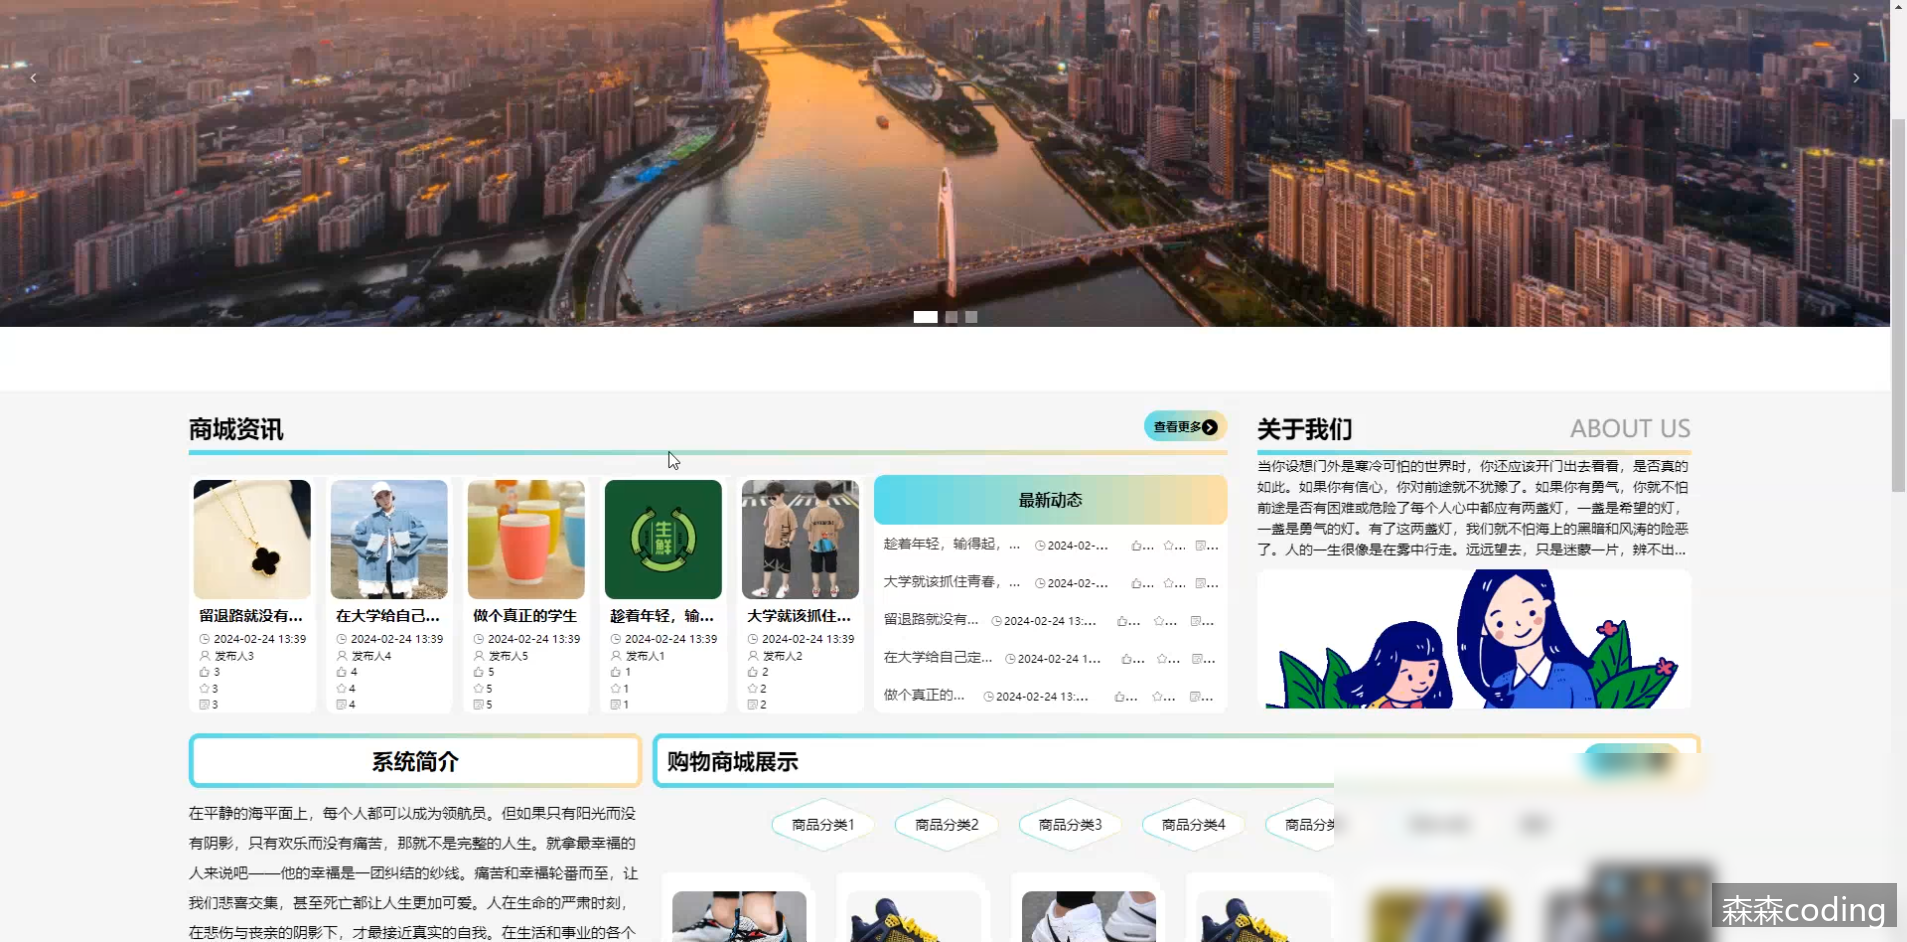 商城资讯
查看更多
关于我们
ABOUT US
当你设想门外是寒冷可怕的世界时，你还应该开门出去看看，是否真的
如此。如果你有信心，你对前途就不犹豫了。如果你有勇气，你就不怕
前途是否有困难或危险了每个人心中都应有两盏灯，一盏是希望的灯，
一盏是勇气的灯。有了这两盏灯，我们就不怕海上的黑暗和风涛的险恶
了。人的一生很像是在雾中行走。远远望去，只是迷蒙一片，辨不出...
生鮮
留退路就没有...
2024-02-24 13:39
发布人3
3
3
3
在大学给自己...
2024-02-24 13:39
发布人4
4
4
4
做个真正的学生
2024-02-24 13:39
发布人5
5
5
5
趁着年轻，输...
2024-02-24 13:39
发布人1
1
1
1
大学就该抓住...
2024-02-24 13:39
发布人2
2
2
2
最新动态
趁着年轻，输得起，... 2024-02-... ... ... ...
大学就该抓住青春，... 2024-02-... ... ... ...
留退路就没有... 2024-02-24 13:... ... ... ...
在大学给自己定... 2024-02-24 1... ... ... ...
做个真正的... 2024-02-24 13:... ... ... ...
系统简介
在平静的海平面上，每个人都可以成为领航员。但如果只有阳光而没
有阴影，只有欢乐而没有痛苦，那就不是完整的人生。就拿最幸福的
人来说吧——他的幸福是一团纠结的纱线。痛苦和幸福轮番而至，让
我们悲喜交集，甚至死亡都让人生更加可爱。人在生命的严肃时刻，
在悲伤与丧亲的阴影下，才最接近真实的自我。在生活和事业的各个
购物商城展示
商品分类1
商品分类2
商品分类3
商品分类4
商品分类
森森coding